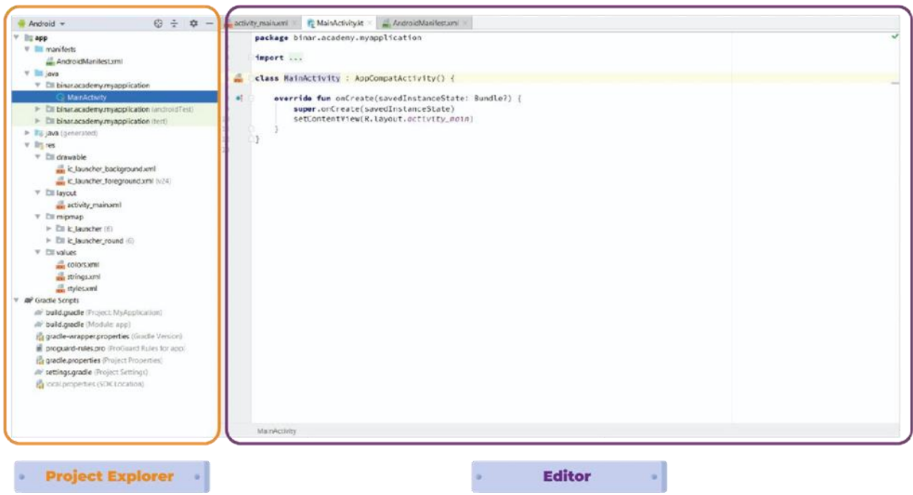 Android
app
manifests
AndroidManifest.xml
java
binar.academy.myapplication
MainActivity
binar.academy.myapplication (androidTest)
binar.academy.myapplication (test)
java (generated)
res
drawable
ic_launcher_background.xml
ic_launcher_foreground.xml (v24)
layout
activity_main.xml
mipmap
ic_launcher (6)
ic_launcher_round (6)
values
colors.xml
strings.xml
styles.xml
Gradle Scripts
build.gradle (Project: MyApplication)
build.gradle (Module: app)
gradle-wrapper.properties (Gradle Version)
proguard-rules.pro (ProGuard Rules for app)
gradle.properties (Project Properties)
settings.gradle (Project Settings)
local.properties (SDK Location)
activity_main.xml MainActivity.kt AndroidManifest.xml
package binar.academy.myapplication
import ...
class MainActivity : AppCompatActivity() {
override fun onCreate(savedInstanceState: Bundle?) {
super.onCreate(savedInstanceState)
setContentView(R.layout.activity_main)
}
}
MainActivity
Project Explorer
Editor